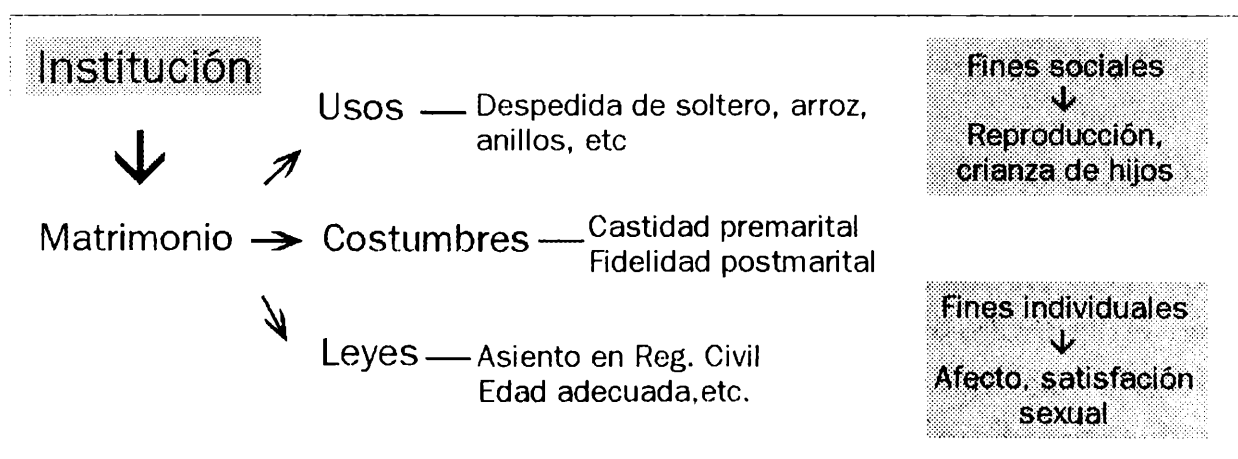 Institución
Usos — Despedida de soltero, arroz,
anillos, etc
Matrimonio → Costumbres — Castidad premarital
Fidelidad postmarital
Leyes — Asiento en Reg. Civil
Edad adecuada,etc.
Fines sociales
Reproducción,
crianza de hijos
Fines individuales
Afecto, satisfación
sexual